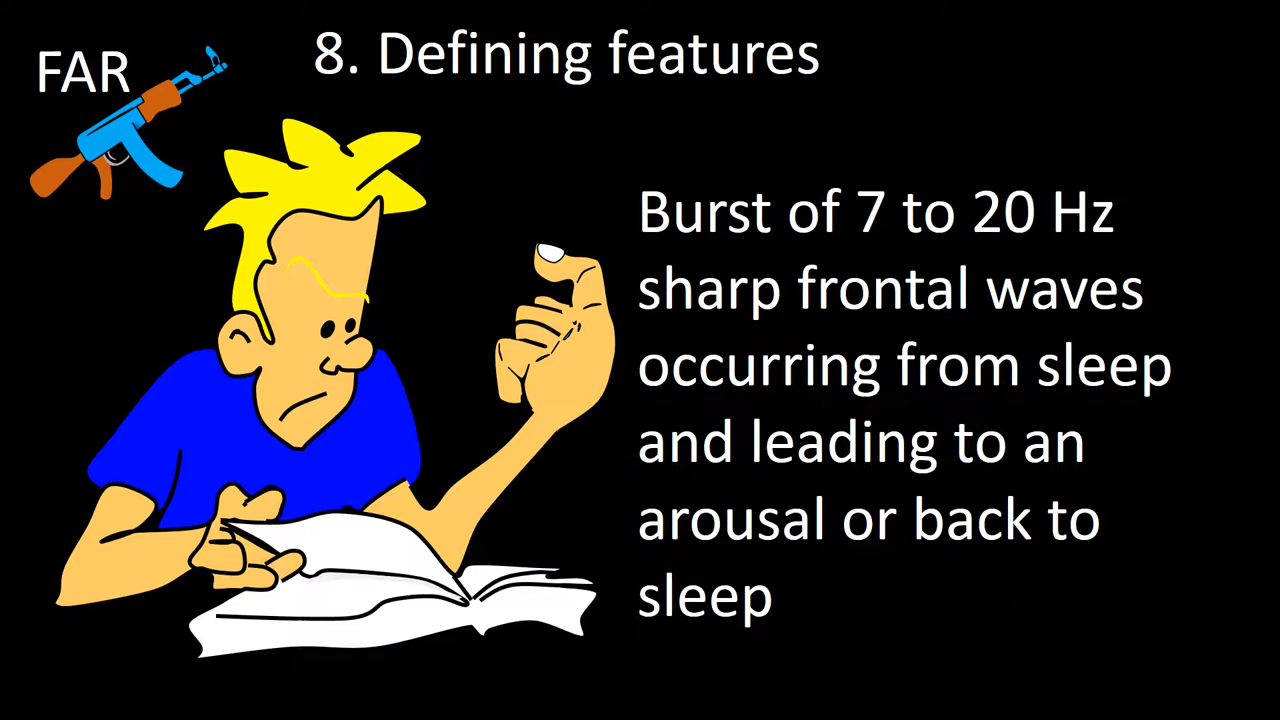 FAR
8. Defining features
Burst of 7 to 20 Hz
sharp frontal waves
occurring from sleep
and leading to an
arousal or back to
sleep